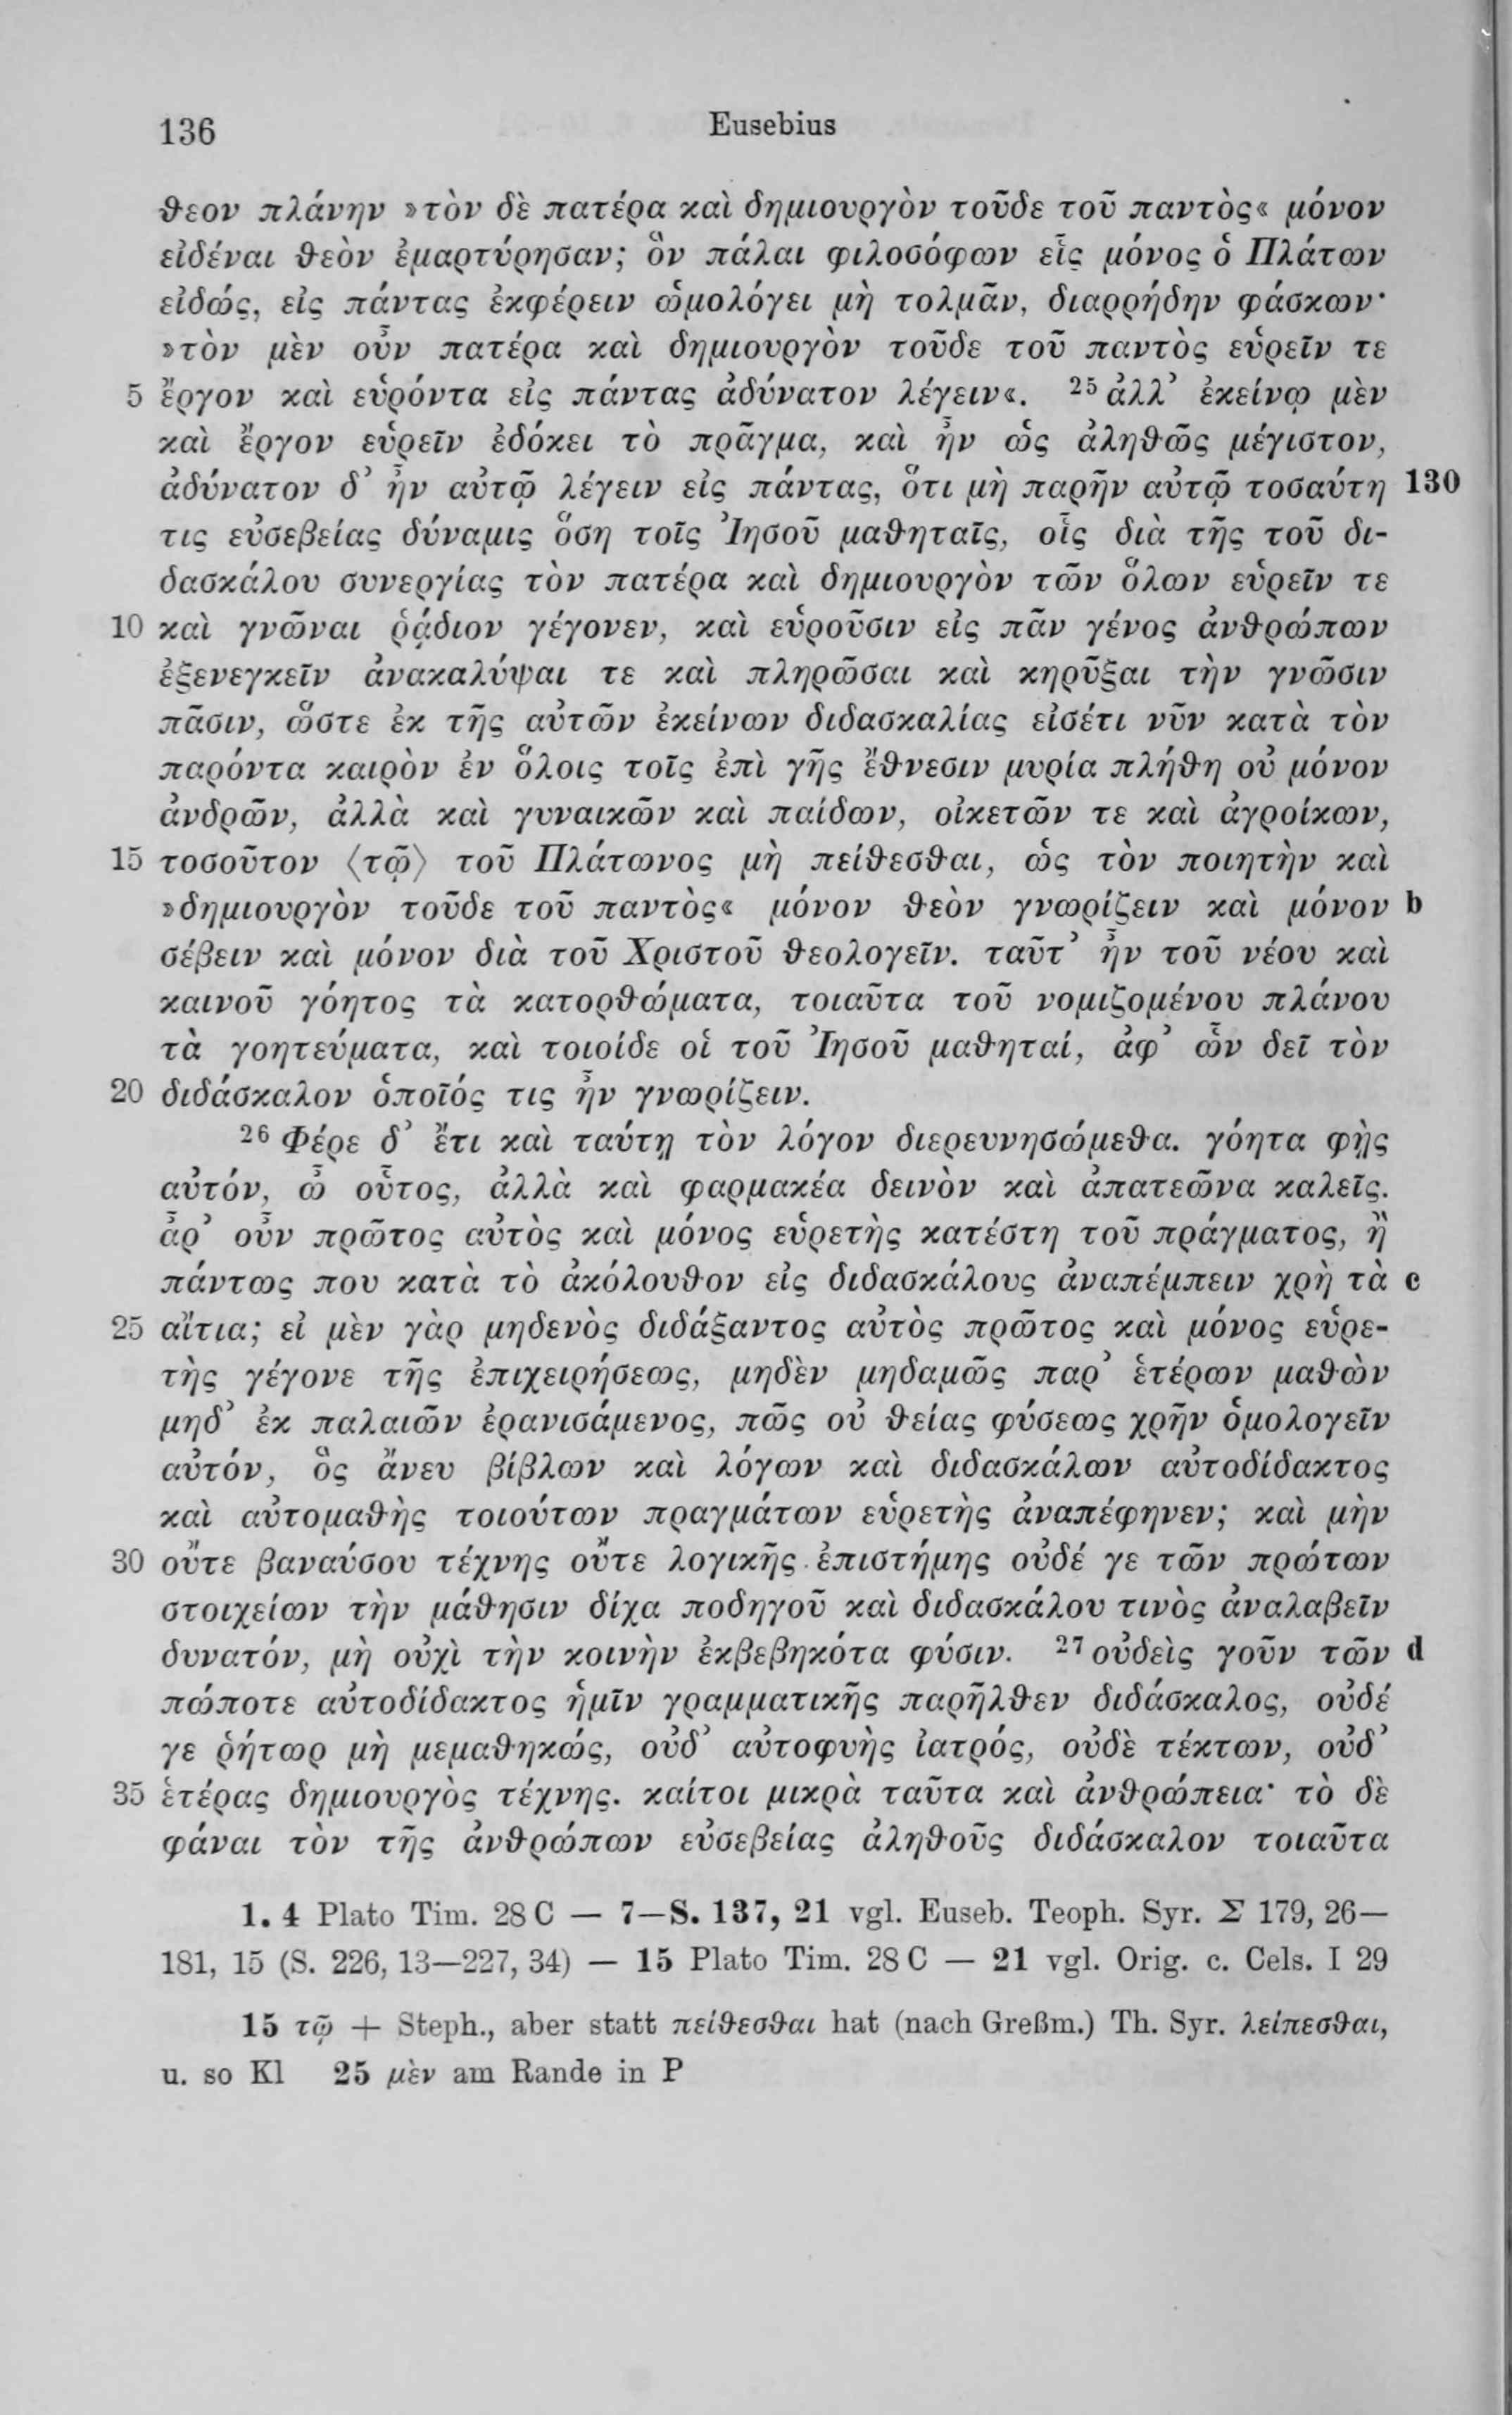 136 Eusebius
θεον πλάνην »τὸν δὲ πατέρα καὶ δημιουργὸν τοῦδε τοῦ παντὸς« μόνον
εἰδέναι θεὸν ἐμαρτύρησαν; ὃν πάλαι φιλοσόφων εἷς μόνος ὁ Πλάτων
εἰδώς, εἰς πάντας ἐκφέρειν ὡμολόγει μὴ τολμᾶν, διαρρήδην φάσκων·
»τὸν μὲν οὖν πατέρα καὶ δημιουργὸν τοῦδε τοῦ παντὸς εὑρεῖν τε
5 ἔργον καὶ εὑρόντα εἰς πάντας ἀδύνατον λέγειν«. 25 ἀλλ’ ἐκείνῳ μὲν
καὶ ἔργον εὑρεῖν ἐδόκει τὸ πρᾶγμα, καὶ ἦν ὡς ἀληθῶς μέγιστον,
ἀδύνατον δ’ ἦν αὐτῷ λέγειν εἰς πάντας, ὅτι μὴ παρῆν αὐτῷ τοσαύτη 130
τις εὐσεβείας δύναμις ὅση τοῖς Ἰησοῦ μαθηταῖς, οἷς διὰ τῆς τοῦ δι-
δασκάλου συνεργίας τὸν πατέρα καὶ δημιουργὸν τῶν ὅλων εὑρεῖν τε
10 καὶ γνῶναι ῥᾴδιον γέγονεν, καὶ εὑροῦσιν εἰς πᾶν γένος ἀνθρώπων
ἐξενεγκεῖν ἀνακαλύψαι τε καὶ πληρῶσαι καὶ κηρῦξαι τὴν γνῶσιν
πᾶσιν, ὥστε ἐκ τῆς αὐτῶν ἐκείνων διδασκαλίας εἰσέτι νῦν κατὰ τὸν
παρόντα καιρὸν ἐν ὅλοις τοῖς ἐπὶ γῆς ἔθνεσιν μυρία πλήθη οὐ μόνον
ἀνδρῶν, ἀλλὰ καὶ γυναικῶν καὶ παίδων, οἰκετῶν τε καὶ ἀγροίκων,
15 τοσοῦτον ⟨τῷ⟩ τοῦ Πλάτωνος μὴ πείθεσθαι, ὡς τὸν ποιητὴν καὶ
»δημιουργὸν τοῦδε τοῦ παντὸς« μόνον θεὸν γνωρίζειν καὶ μόνον b
σέβειν καὶ μόνον διὰ τοῦ Χριστοῦ θεολογεῖν. ταῦτ’ ἦν τοῦ νέου καὶ
καινοῦ γόητος τὰ κατορθώματα, τοιαῦτα τοῦ νομιζομένου πλάνου
τὰ γοητεύματα, καὶ τοιοίδε οἱ τοῦ Ἰησοῦ μαθηταί, ἀφ’ ὧν δεῖ τὸν
20 διδάσκαλον ὁποῖός τις ἦν γνωρίζειν.
26 Φέρε δ’ ἔτι καὶ ταύτῃ τὸν λόγον διερευνησώμεθα. γόητα φῂς
αὐτόν, ὦ οὗτος, ἀλλὰ καὶ φαρμακέα δεινὸν καὶ ἀπατεῶνα καλεῖς.
ἆρ’ οὖν πρῶτος αὐτὸς καὶ μόνος εὑρετὴς κατέστη τοῦ πράγματος, ἢ
πάντως που κατὰ τὸ ἀκόλουθον εἰς διδασκάλους ἀναπέμπειν χρὴ τὰ c
25 αἴτια; εἰ μὲν γὰρ μηδενὸς διδάξαντος αὐτὸς πρῶτος καὶ μόνος εὑρε-
τὴς γέγονε τῆς ἐπιχειρήσεως, μηδὲν μηδαμῶς παρ’ ἑτέρων μαθὼν
μηδ’ ἐκ παλαιῶν ἐρανισάμενος, πῶς οὐ θείας φύσεως χρῆν ὁμολογεῖν
αὐτόν, ὃς ἄνευ βίβλων καὶ λόγων καὶ διδασκάλων αὐτοδίδακτος
καὶ αὐτομαθὴς τοιούτων πραγμάτων εὑρετὴς ἀναπέφηνεν; καὶ μὴν
30 οὔτε βαναύσου τέχνης οὔτε λογικῆς ἐπιστήμης οὐδέ γε τῶν πρώτων
στοιχείων τὴν μάθησιν δίχα ποδηγοῦ καὶ διδασκάλου τινὸς ἀναλαβεῖν
δυνατόν, μὴ οὐχὶ τὴν κοινὴν ἐκβεβηκότα φύσιν. 27 οὐδεὶς γοῦν τῶν d
πώποτε αὐτοδίδακτος ἡμῖν γραμματικῆς παρῆλθεν διδάσκαλος, οὐδέ
γε ῥήτωρ μὴ μεμαθηκώς, οὐδ’ αὐτοφυὴς ἰατρός, οὐδὲ τέκτων, οὐδ’
35 ἑτέρας δημιουργὸς τέχνης. καίτοι μικρὰ ταῦτα καὶ ἀνθρώπεια· τὸ δὲ
φάναι τὸν τῆς ἀνθρώπων εὐσεβείας ἀληθοῦς διδάσκαλον τοιαῦτα
1. 4 Plato Tim. 28 C — 7—S. 137, 21 vgl. Euseb. Teoph. Syr. Σ 179, 26—
181, 15 (S. 226, 13—227, 34) — 15 Plato Tim. 28 C — 21 vgl. Orig. c. Cels. I 29
15 τῷ + Steph., aber statt πείθεσθαι hat (nach Greßm.) Th. Syr. λείπεσθαι,
u. so Kl 25 μὲν am Rande in P